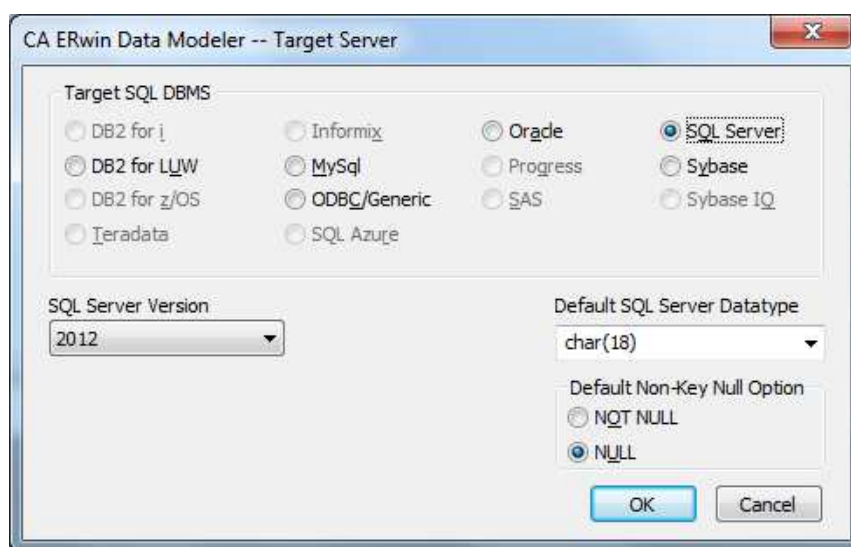 CA ERwin Data Modeler -- Target Server
Target SQL DBMS
DB2 for i Informix Oracle SQL Server
DB2 for LUW MySql Progress Sybase
DB2 for z/OS ODBC/Generic SAS Sybase IQ
Teradata SQL Azure
SQL Server Version Default SQL Server Datatype
2012 char(18)
Default Non-Key Null Option
NOT NULL
NULL
OK Cancel